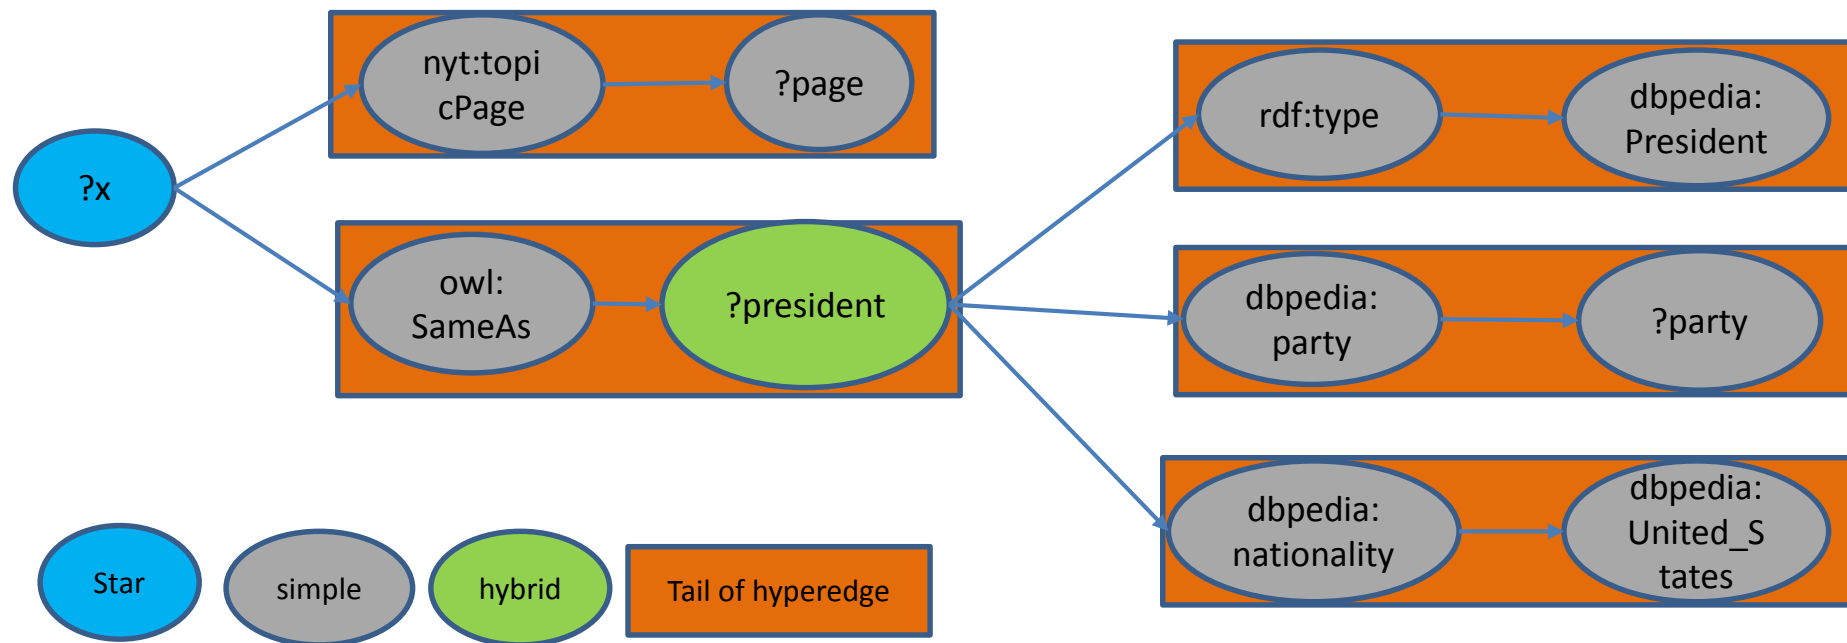 ?x
nyt:topi
cPage
?page
owl:
SameAs
?president
rdf:type
dbpedia:
President
dbpedia:
party
?party
dbpedia:
nationality
dbpedia:
United_S
tates
Star
simple
hybrid
Tail of hyperedge